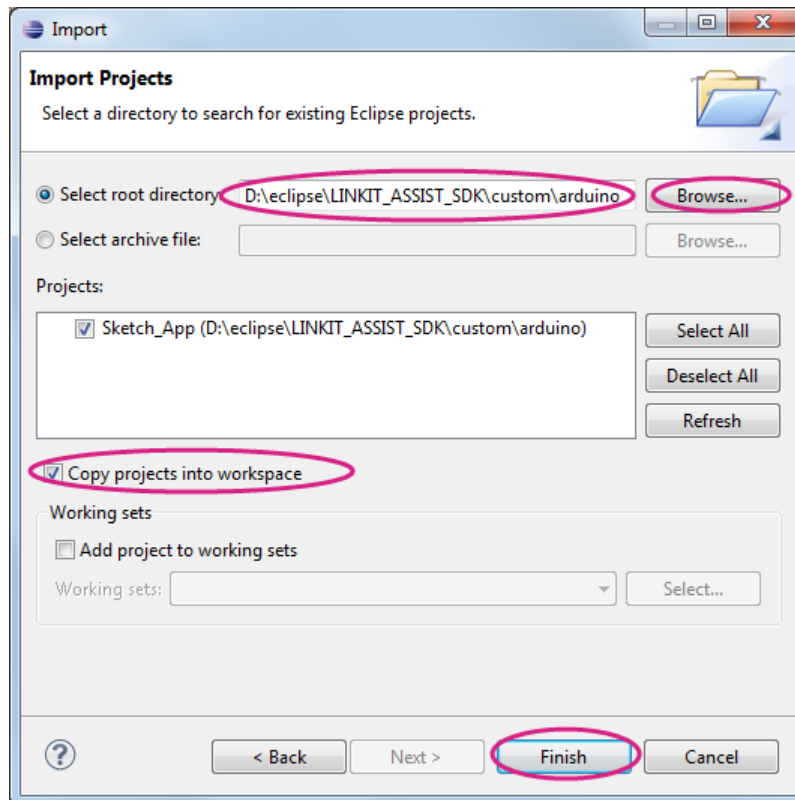 Import
Import Projects
Select a directory to search for existing Eclipse projects.
Select root directory: D:\eclipse\LINKIT_ASSIST_SDK\custom\arduino Browse...
Select archive file: Browse...
Projects:
Sketch_App (D:\eclipse\LINKIT_ASSIST_SDK\custom\arduino)
Select All
Deselect All
Refresh
Copy projects into workspace
Working sets
Add project to working sets
Working sets: Select...
? < Back Next > Finish Cancel